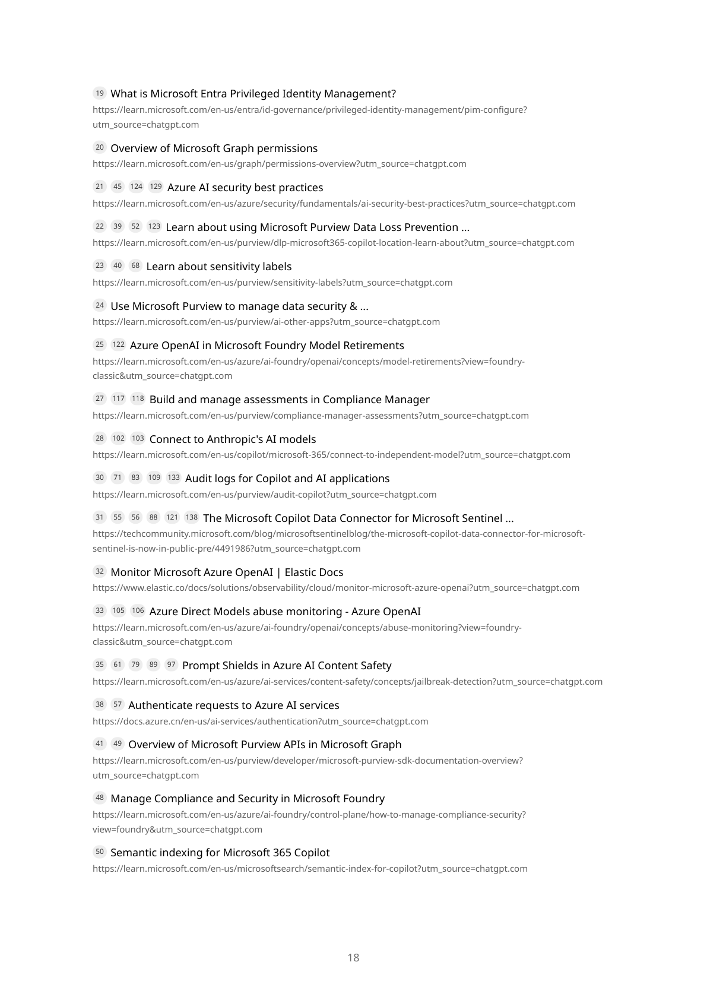 19 What is Microsoft Entra Privileged Identity Management?
https://learn.microsoft.com/en-us/entra/id-governance/privileged-identity-management/pim-configure?
utm_source=chatgpt.com
20 Overview of Microsoft Graph permissions
https://learn.microsoft.com/en-us/graph/permissions-overview?utm_source=chatgpt.com
21 45 124 129 Azure AI security best practices
https://learn.microsoft.com/en-us/azure/security/fundamentals/ai-security-best-practices?utm_source=chatgpt.com
22 39 52 123 Learn about using Microsoft Purview Data Loss Prevention ...
https://learn.microsoft.com/en-us/purview/dlp-microsoft365-copilot-location-learn-about?utm_source=chatgpt.com
23 40 68 Learn about sensitivity labels
https://learn.microsoft.com/en-us/purview/sensitivity-labels?utm_source=chatgpt.com
24 Use Microsoft Purview to manage data security & ...
https://learn.microsoft.com/en-us/purview/ai-other-apps?utm_source=chatgpt.com
25 122 Azure OpenAI in Microsoft Foundry Model Retirements
https://learn.microsoft.com/en-us/azure/ai-foundry/openai/concepts/model-retirements?view=foundry-
classic&utm_source=chatgpt.com
27 117 118 Build and manage assessments in Compliance Manager
https://learn.microsoft.com/en-us/purview/compliance-manager-assessments?utm_source=chatgpt.com
28 102 103 Connect to Anthropic's AI models
https://learn.microsoft.com/en-us/copilot/microsoft-365/connect-to-independent-model?utm_source=chatgpt.com
30 71 83 109 133 Audit logs for Copilot and AI applications
https://learn.microsoft.com/en-us/purview/audit-copilot?utm_source=chatgpt.com
31 55 56 88 121 138 The Microsoft Copilot Data Connector for Microsoft Sentinel ...
https://techcommunity.microsoft.com/blog/microsoftsentinelblog/the-microsoft-copilot-data-connector-for-microsoft-
sentinel-is-now-in-public-pre/4491986?utm_source=chatgpt.com
32 Monitor Microsoft Azure OpenAI | Elastic Docs
https://www.elastic.co/docs/solutions/observability/cloud/monitor-microsoft-azure-openai?utm_source=chatgpt.com
33 105 106 Azure Direct Models abuse monitoring - Azure OpenAI
https://learn.microsoft.com/en-us/azure/ai-foundry/openai/concepts/abuse-monitoring?view=foundry-
classic&utm_source=chatgpt.com
35 61 79 89 97 Prompt Shields in Azure AI Content Safety
https://learn.microsoft.com/en-us/azure/ai-services/content-safety/concepts/jailbreak-detection?utm_source=chatgpt.com
38 57 Authenticate requests to Azure AI services
https://docs.azure.cn/en-us/ai-services/authentication?utm_source=chatgpt.com
41 49 Overview of Microsoft Purview APIs in Microsoft Graph
https://learn.microsoft.com/en-us/purview/developer/microsoft-purview-sdk-documentation-overview?
utm_source=chatgpt.com
48 Manage Compliance and Security in Microsoft Foundry
https://learn.microsoft.com/en-us/azure/ai-foundry/control-plane/how-to-manage-compliance-security?
view=foundry&utm_source=chatgpt.com
50 Semantic indexing for Microsoft 365 Copilot
https://learn.microsoft.com/en-us/microsoftsearch/semantic-index-for-copilot?utm_source=chatgpt.com
18